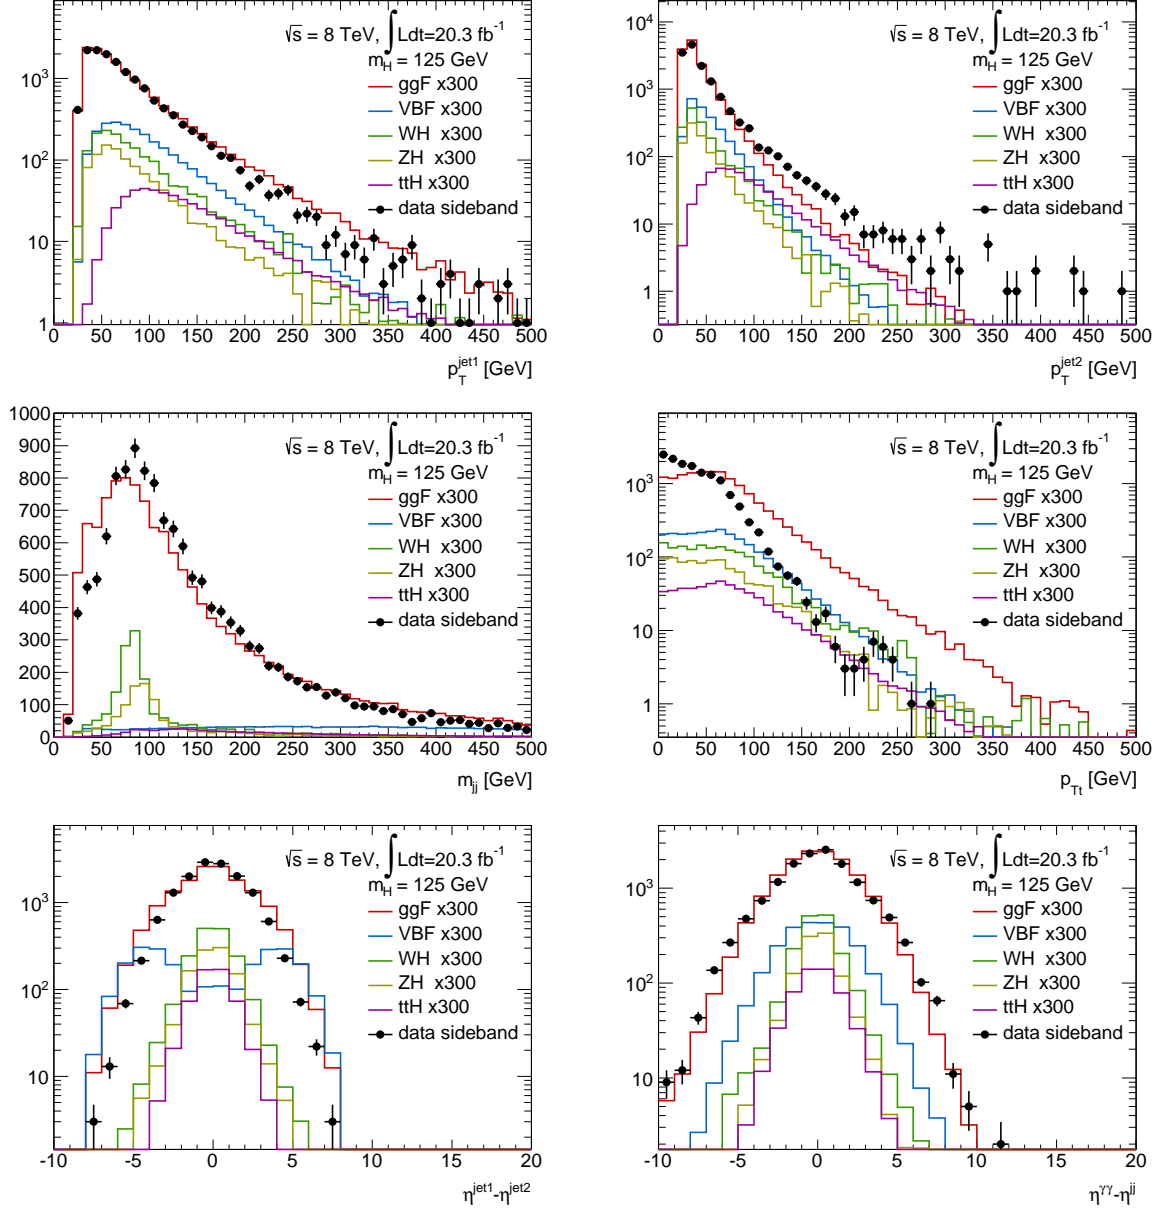 10³
10²
10
1
0 50 100 150 200 250 300 350 400 450 500
p_T^jet1 [GeV]
√s = 8 TeV, ∫Ldt=20.3 fb⁻¹
m_H = 125 GeV
ggF x300
VBF x300
WH x300
ZH x300
ttH x300
data sideband
10⁴
10³
10²
10
1
0 50 100 150 200 250 300 350 400 450 500
p_T^jet2 [GeV]
√s = 8 TeV, ∫Ldt=20.3 fb⁻¹
m_H = 125 GeV
ggF x300
VBF x300
WH x300
ZH x300
ttH x300
data sideband
1000
900
800
700
600
500
400
300
200
100
0
0 50 100 150 200 250 300 350 400 450 500
m_jj [GeV]
√s = 8 TeV, ∫Ldt=20.3 fb⁻¹
m_H = 125 GeV
ggF x300
VBF x300
WH x300
ZH x300
ttH x300
data sideband
10³
10²
10
1
0 50 100 150 200 250 300 350 400 450 500
p_Tt [GeV]
√s = 8 TeV, ∫Ldt=20.3 fb⁻¹
m_H = 125 GeV
ggF x300
VBF x300
WH x300
ZH x300
ttH x300
data sideband
10³
10²
10
-10 -5 0 5 10 15 20
η^jet1-η^jet2
√s = 8 TeV, ∫Ldt=20.3 fb⁻¹
m_H = 125 GeV
ggF x300
VBF x300
WH x300
ZH x300
ttH x300
data sideband
10³
10²
10
-10 -5 0 5 10 15 20
η^γγ-η^jj
√s = 8 TeV, ∫Ldt=20.3 fb⁻¹
m_H = 125 GeV
ggF x300
VBF x300
WH x300
ZH x300
ttH x300
data sideband